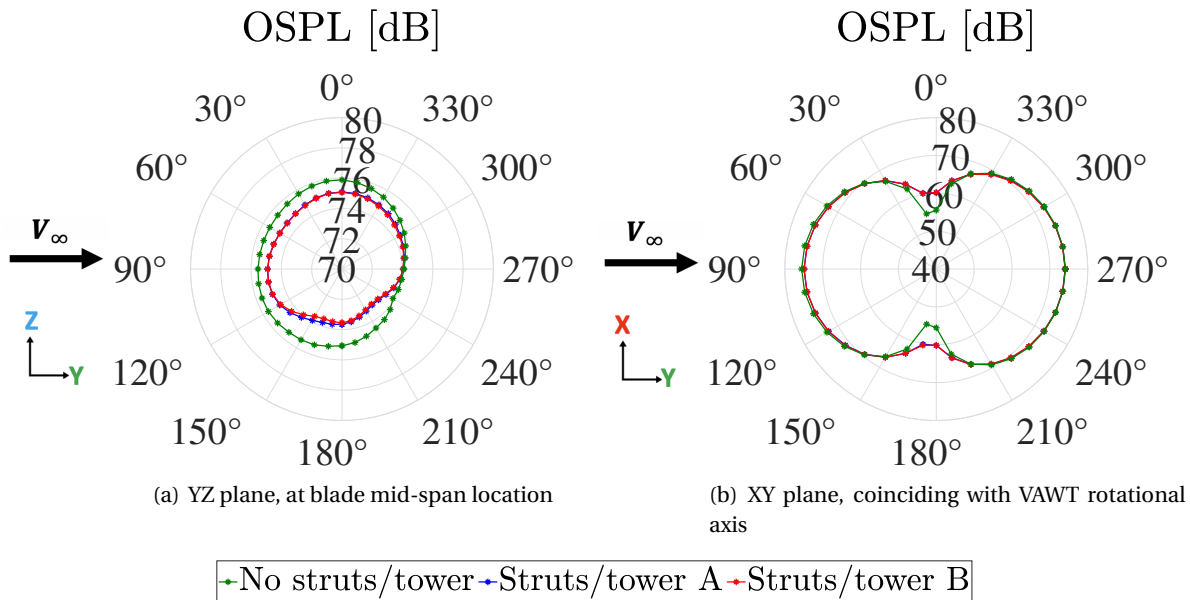 OSPL [dB]
0°
30°
330°
60°
300°
90°
270°
120°
240°
150°
210°
180°
80
78
76
74
72
70
V∞
Z
Y
(a) YZ plane, at blade mid-span location
OSPL [dB]
0°
30°
330°
60°
300°
90°
270°
120°
240°
150°
210°
180°
80
70
60
50
40
V∞
X
Y
(b) XY plane, coinciding with VAWT rotational
axis
No struts/tower Struts/tower A Struts/tower B